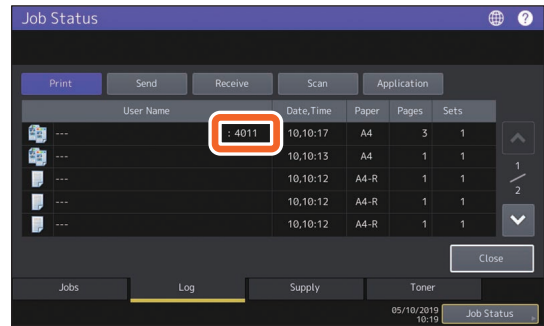 Job Status ?
Print Send Receive Scan Application
User Name Date,Time Paper Pages Sets
--- : 4011 10,10:17 A4 3 1
--- 10,10:13 A4 1 1
--- 10,10:12 A4-R 1 1
--- 10,10:12 A4-R 1 1
--- 10,10:12 A4-R 1 1
1
/
2
Close
Jobs Log Supply Toner
05/10/2019
10:19
Job Status